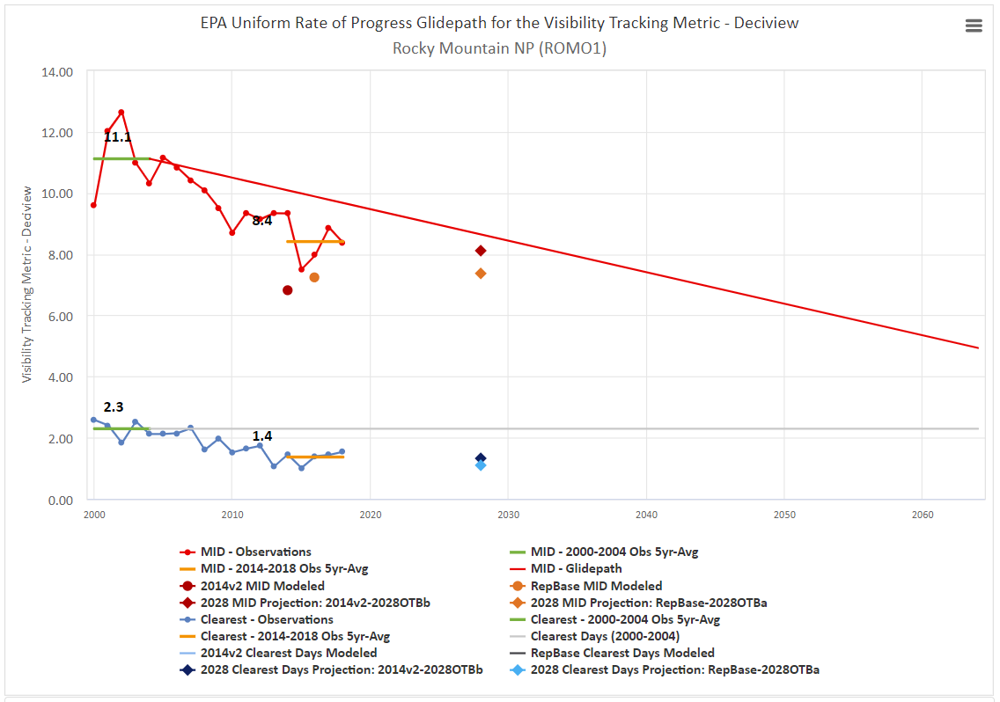 EPA Uniform Rate of Progress Glidepath for the Visibility Tracking Metric - Deciview
Rocky Mountain NP (ROMO1)
Visibility Tracking Metric - Deciview
14.00
12.00
10.00
8.00
6.00
4.00
2.00
0.00
11.1
8.4
2.3
1.4
2000 2010 2020 2030 2040 2050 2060
MID - Observations
MID - 2000-2004 Obs 5yr-Avg
MID - 2014-2018 Obs 5yr-Avg
MID - Glidepath
2014v2 MID Modeled
RepBase MID Modeled
2028 MID Projection: 2014v2-2028OTBb
2028 MID Projection: RepBase-2028OTBa
Clearest - Observations
Clearest - 2000-2004 Obs 5yr-Avg
Clearest - 2014-2018 Obs 5yr-Avg
Clearest Days (2000-2004)
2014v2 Clearest Days Modeled
RepBase Clearest Days Modeled
2028 Clearest Days Projection: 2014v2-2028OTBb
2028 Clearest Days Projection: RepBase-2028OTBa